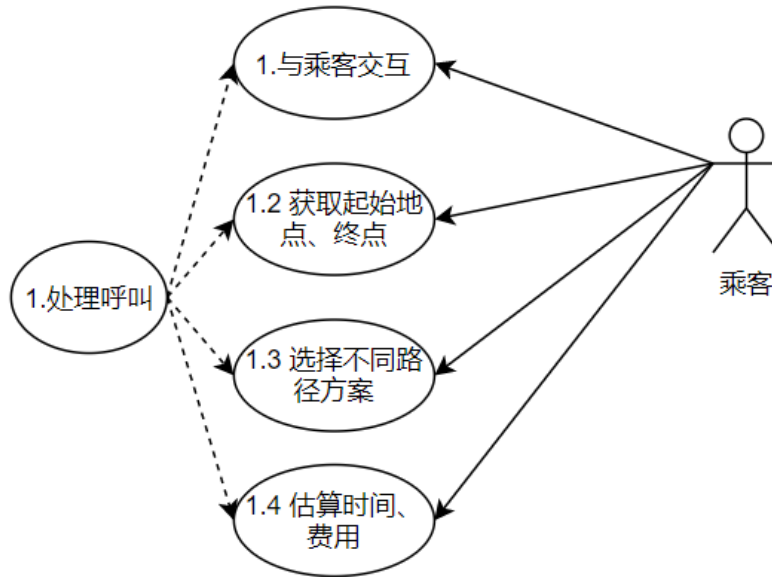 1.与乘客交互
1.2 获取起始地
点、终点
乘客
1.处理呼叫
1.3 选择不同路
径方案
1.4 估算时间、
费用